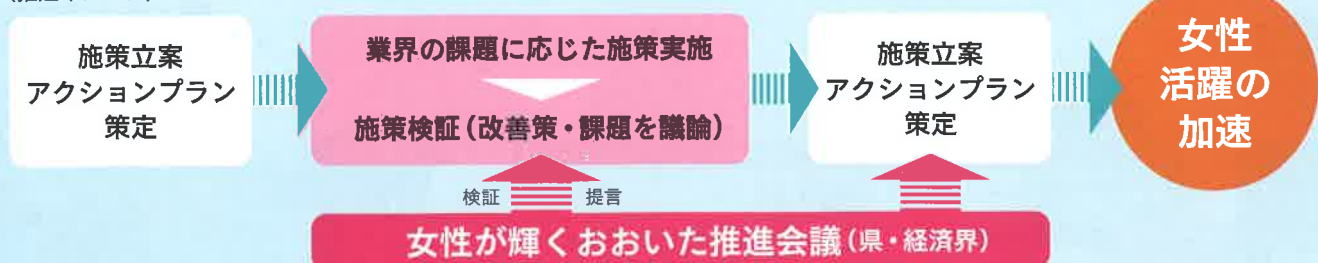 施策立案
アクションプラン
策定
業界の課題に応じた施策実施
施策検証(改善策・課題を議論)
施策立案
アクションプラン
策定
女性
活躍の
加速
検証 提言
女性が輝くおおいた推進会議(県・経済界)